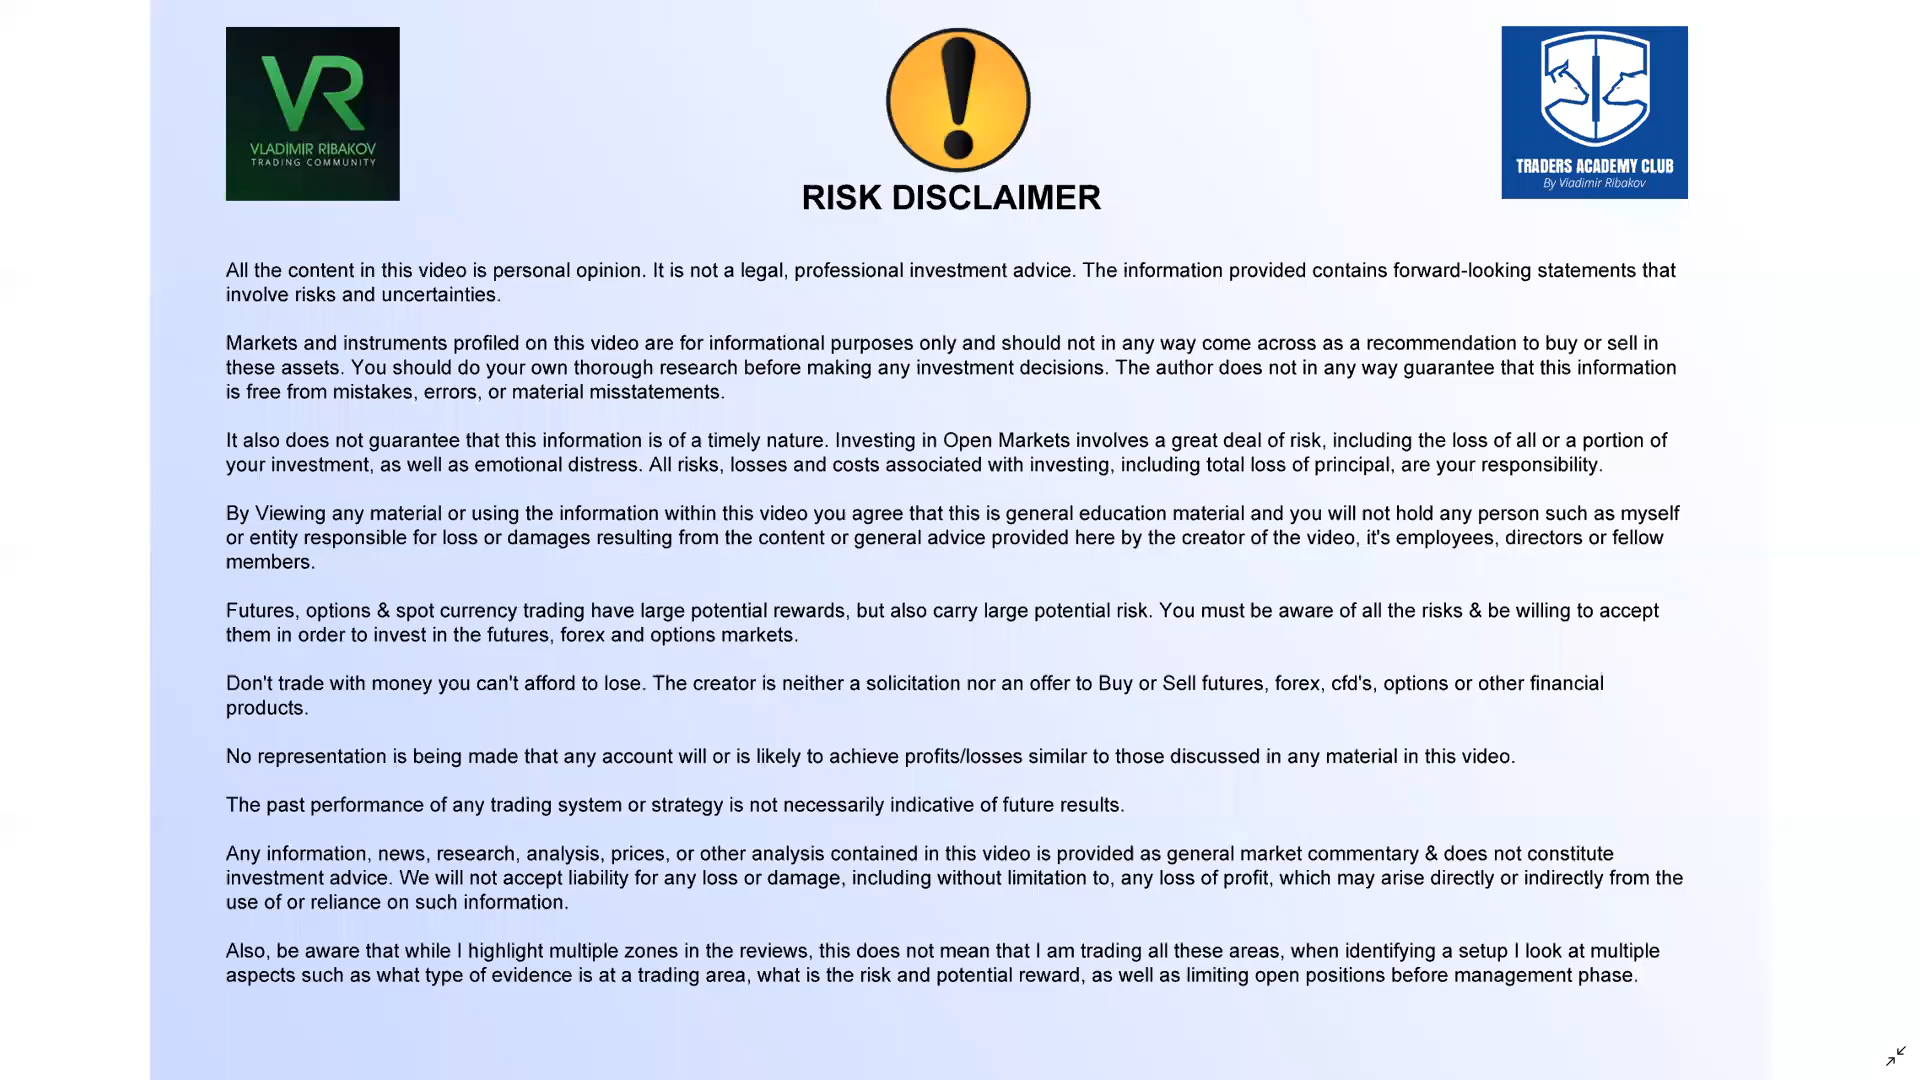 VR
VLADIMIR RIBAKOV
TRADING COMMUNITY
TRADERS ACADEMY CLUB
By Vladimir Ribakov
RISK DISCLAIMER
All the content in this video is personal opinion. It is not a legal, professional investment advice. The information provided contains forward-looking statements that
involve risks and uncertainties.
Markets and instruments profiled on this video are for informational purposes only and should not in any way come across as a recommendation to buy or sell in
these assets. You should do your own thorough research before making any investment decisions. The author does not in any way guarantee that this information
is free from mistakes, errors, or material misstatements.
It also does not guarantee that this information is of a timely nature. Investing in Open Markets involves a great deal of risk, including the loss of all or a portion of
your investment, as well as emotional distress. All risks, losses and costs associated with investing, including total loss of principal, are your responsibility.
By Viewing any material or using the information within this video you agree that this is general education material and you will not hold any person such as myself
or entity responsible for loss or damages resulting from the content or general advice provided here by the creator of the video, it's employees, directors or fellow
members.
Futures, options & spot currency trading have large potential rewards, but also carry large potential risk. You must be aware of all the risks & be willing to accept
them in order to invest in the futures, forex and options markets.
Don't trade with money you can't afford to lose. The creator is neither a solicitation nor an offer to Buy or Sell futures, forex, cfd's, options or other financial
products.
No representation is being made that any account will or is likely to achieve profits/losses similar to those discussed in any material in this video.
The past performance of any trading system or strategy is not necessarily indicative of future results.
Any information, news, research, analysis, prices, or other analysis contained in this video is provided as general market commentary & does not constitute
investment advice. We will not accept liability for any loss or damage, including without limitation to, any loss of profit, which may arise directly or indirectly from the
use of or reliance on such information.
Also, be aware that while I highlight multiple zones in the reviews, this does not mean that I am trading all these areas, when identifying a setup I look at multiple
aspects such as what type of evidence is at a trading area, what is the risk and potential reward, as well as limiting open positions before management phase.